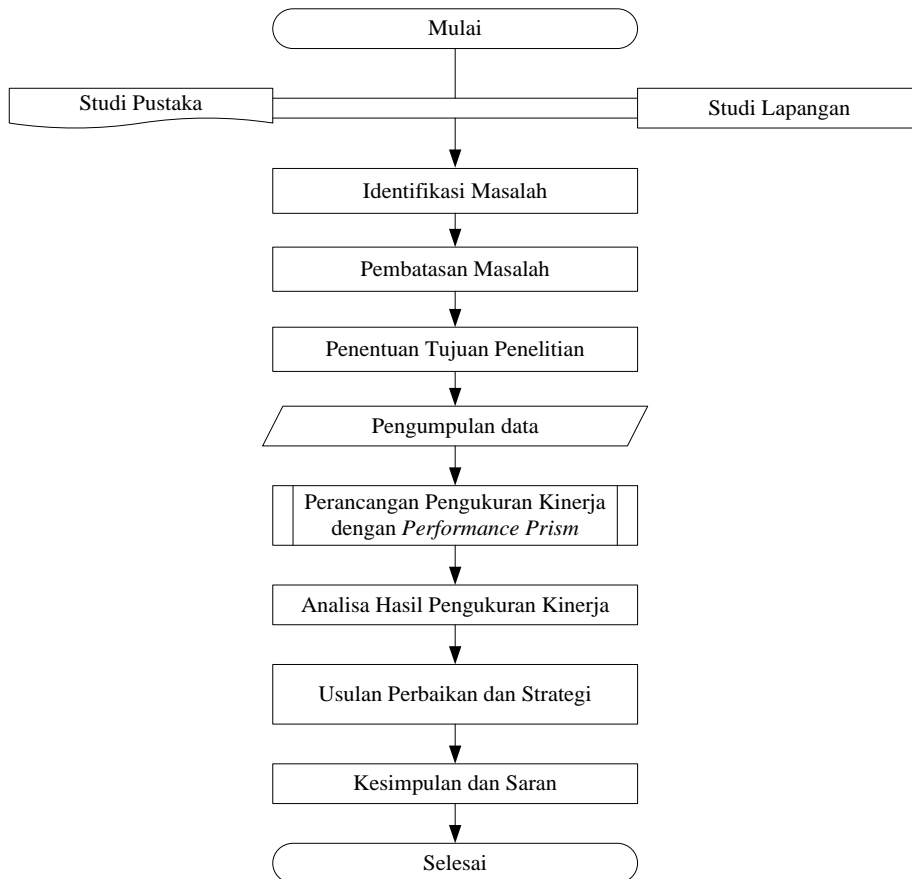 Mulai
Studi Pustaka
Studi Lapangan
Identifikasi Masalah
Pembatasan Masalah
Penentuan Tujuan Penelitian
Pengumpulan data
Perancangan Pengukuran Kinerja
dengan Performance Prism
Analisa Hasil Pengukuran Kinerja
Usulan Perbaikan dan Strategi
Kesimpulan dan Saran
Selesai